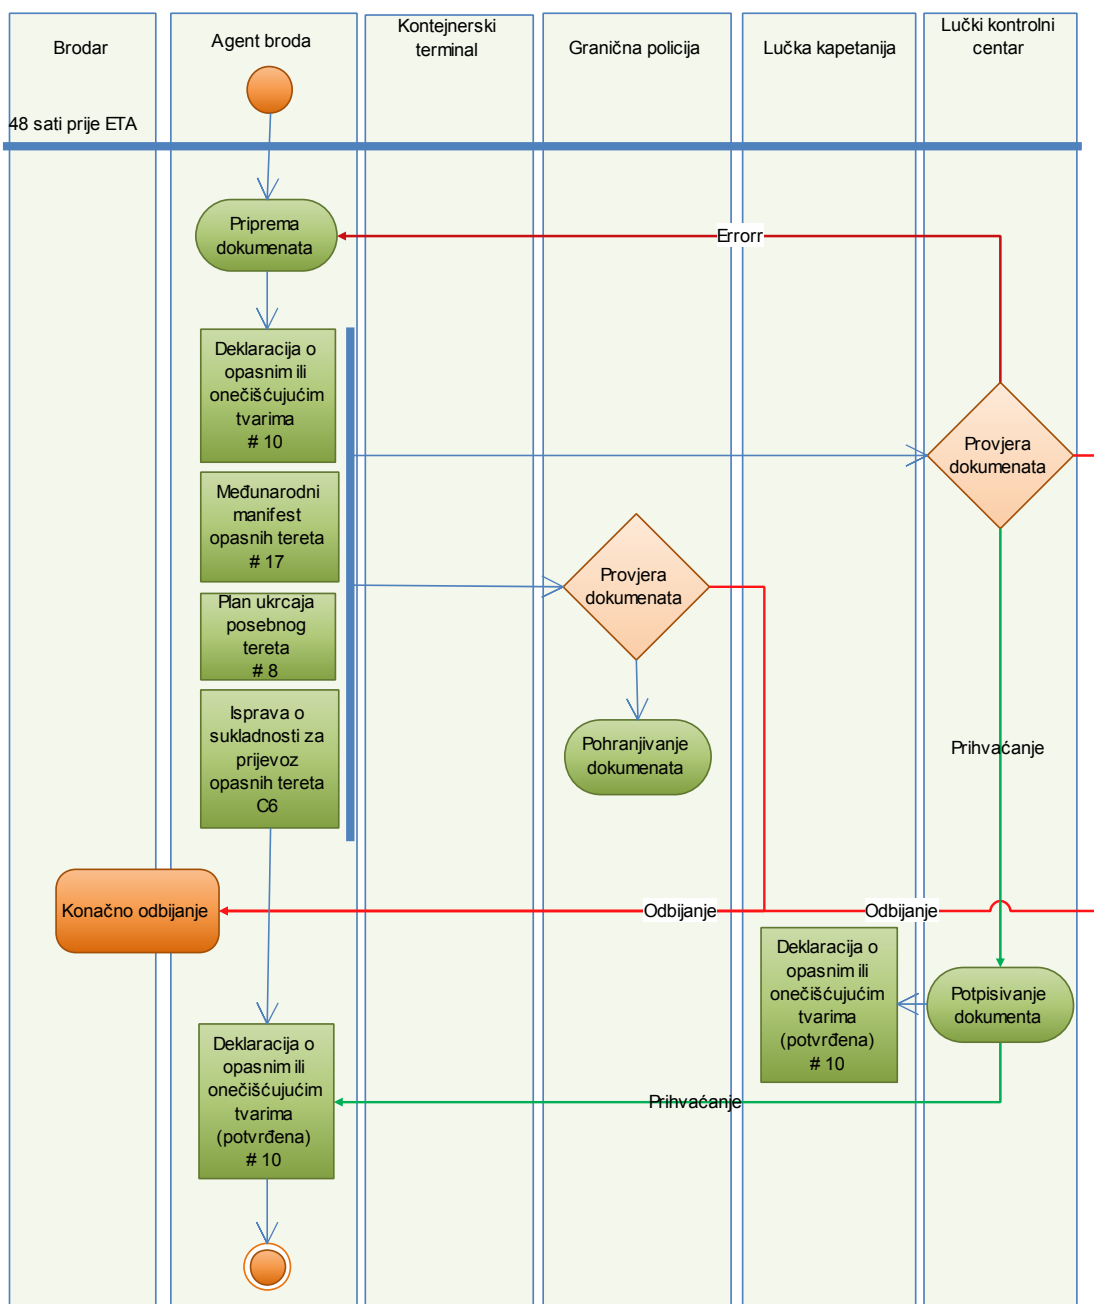 Brodar
Agent broda
Kontejnerski
terminal
Granična policija
Lučka kapetanija
Lučki kontrolni
centar
48 sati prije ETA
Priprema
dokumenata
Errorr
Deklaracija o
opasnim ili
onečišćujućim
tvarima
# 10
Provjera
dokumenata
Međunarodni
manifest
opasnih tereta
# 17
Provjera
dokumenata
Plan ukrcaja
posebnog
tereta
# 8
Isprava o
sukladnosti za
prijevoz
opasnih tereta
C6
Pohranjivanje
dokumenata
Prihvaćanje
Konačno odbijanje
Odbijanje
Odbijanje
Deklaracija o
opasnim ili
onečišćujućim
tvarima
(potvrđena)
# 10
Potpisivanje
dokumenta
Deklaracija o
opasnim ili
onečišćujućim
tvarima
(potvrđena)
# 10
Prihvaćanje